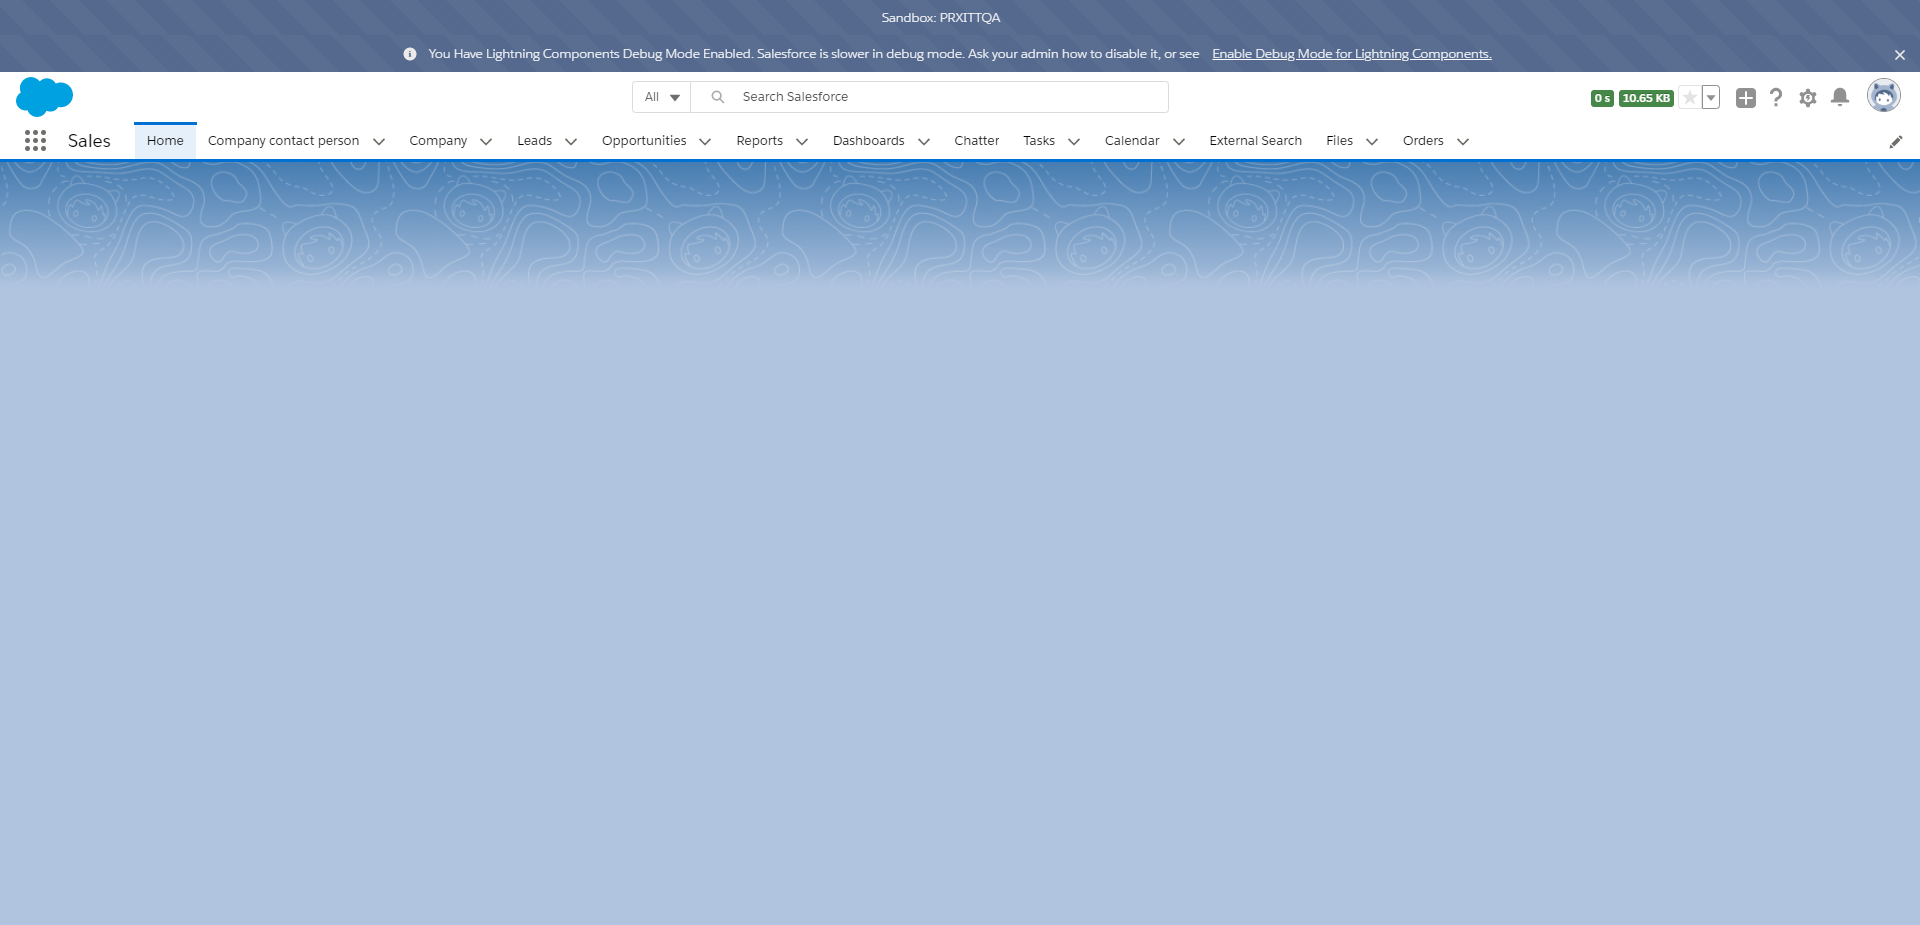 Sandbox: PRXITTQA
You Have Lightning Components Debug Mode Enabled. Salesforce is slower in debug mode. Ask your admin how to disable it, or see Enable Debug Mode for Lightning Components.
All Search Salesforce 0 s 10.65 KB
Sales Home Company contact person Company Leads Opportunities Reports Dashboards Chatter Tasks Calendar External Search Files Orders